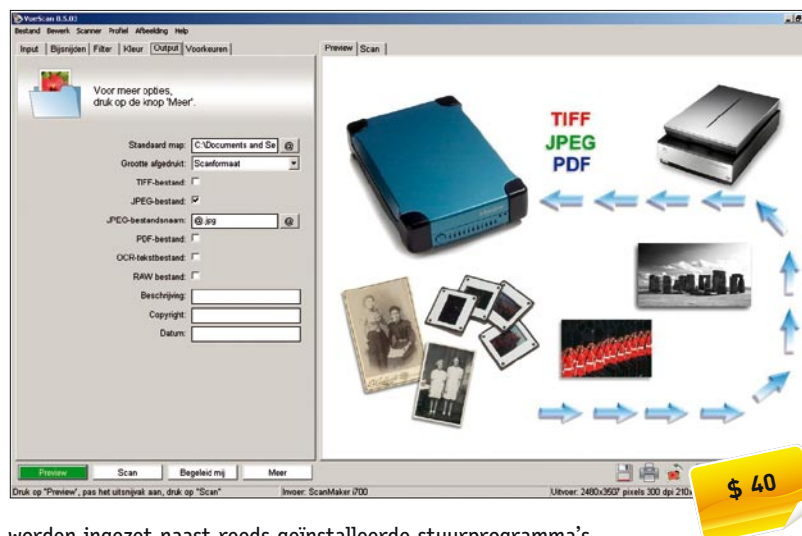 VueScan 8.5.03
Bestand Bewerk Scanner Profiel Afbeelding Help
Input Bijsnijden Filter Kleur Output Voorkeuren
Preview Scan
Voor meer opties,
druk op de knop 'Meer'.
Standaard map: C:\Documents and Se @
Grootte afgedrukt: Scanformaat
TIFF-bestand:
JPEG-bestand:
JPEG-bestandsnaam: @.jpg @
PDF-bestand:
OCR-tekstbestand:
RAW bestand:
Beschrijving:
Copyright:
Datum:
TIFF
JPEG
PDF
Preview Scan Begeleid mij Meer
Druk op "Preview", pas het uitsnijvak aan, druk op "Scan" Invoer: ScanMaker i700 Uitvoer: 2480x3507 pixels 300 dpi
$ 40
worden ingezet naast reeds geïnstalleerde stuurprogramma's